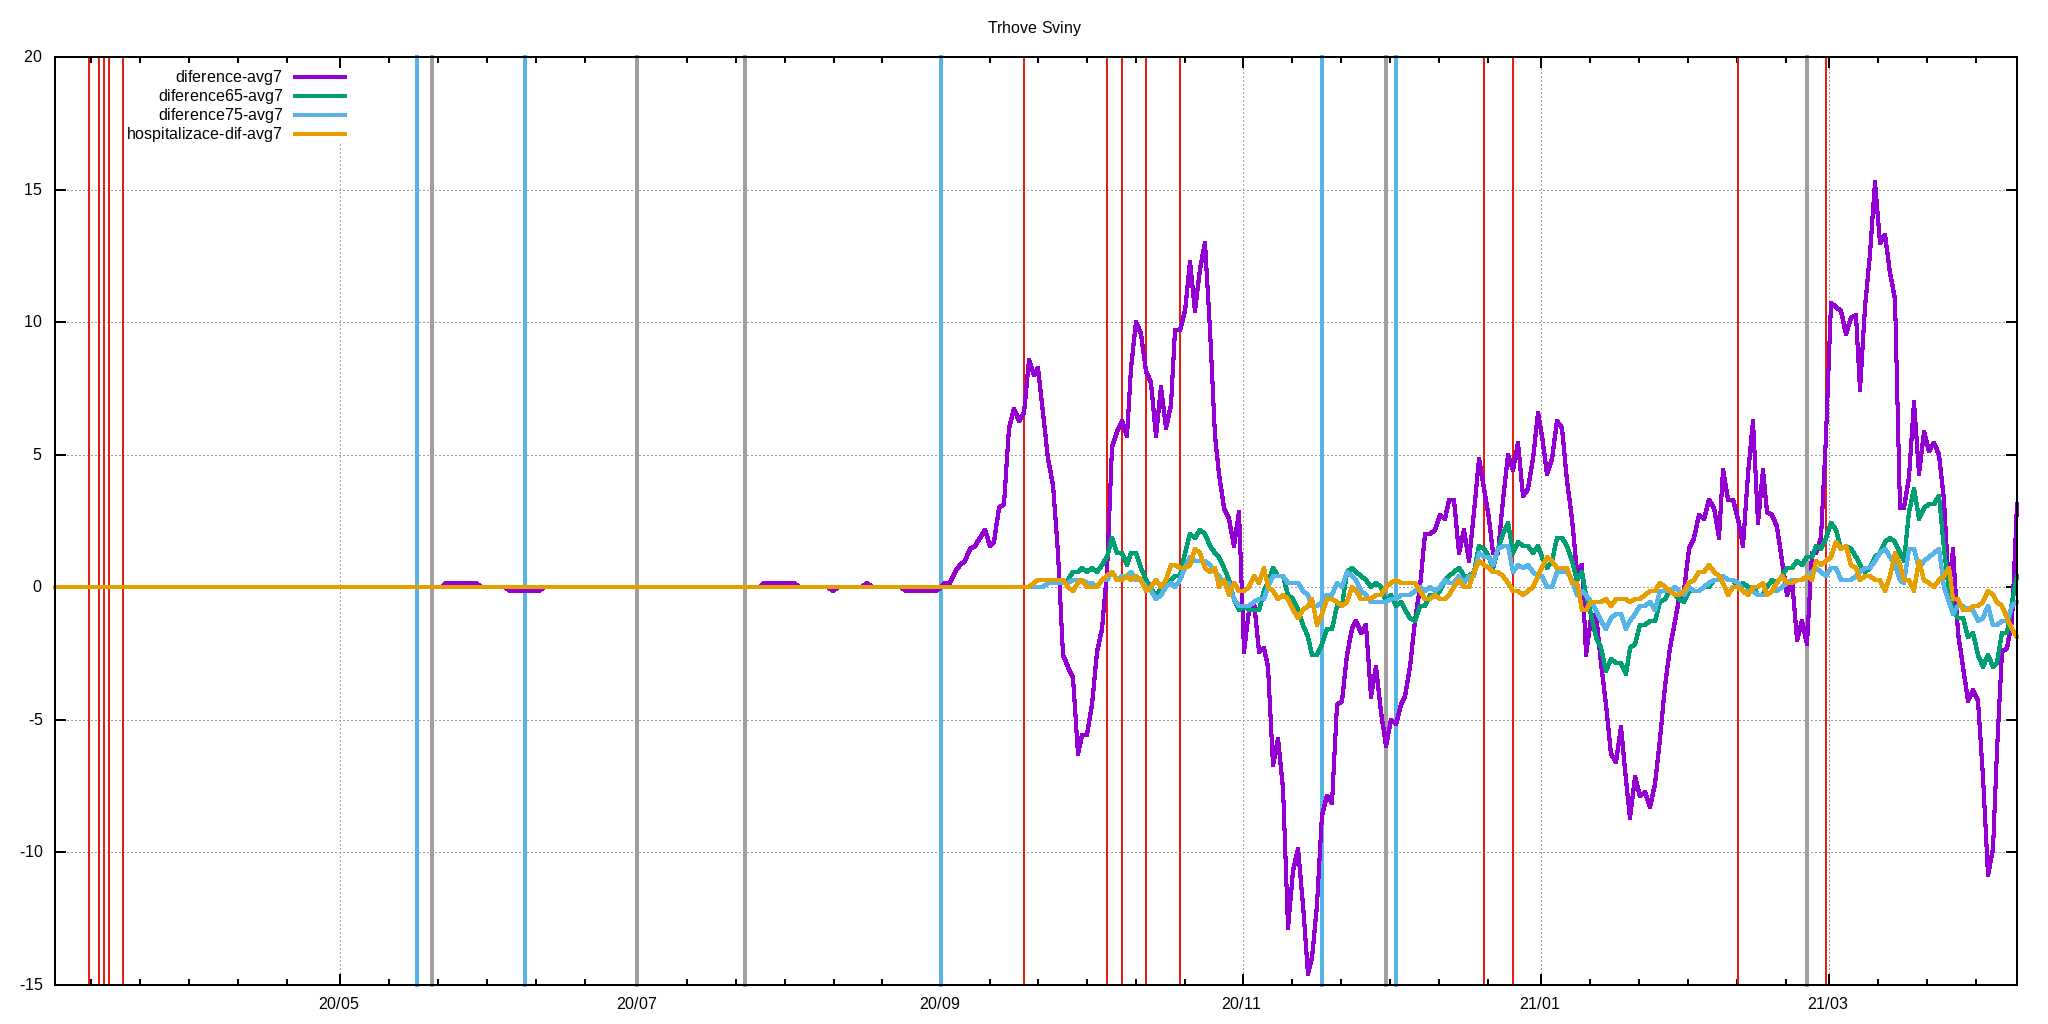 Trhove Sviny
20
15
10
5
0
-5
-10
-15
diference-avg7
diference65-avg7
diference75-avg7
hospitalizace-dif-avg7
20/05
20/07
20/09
20/11
21/01
21/03